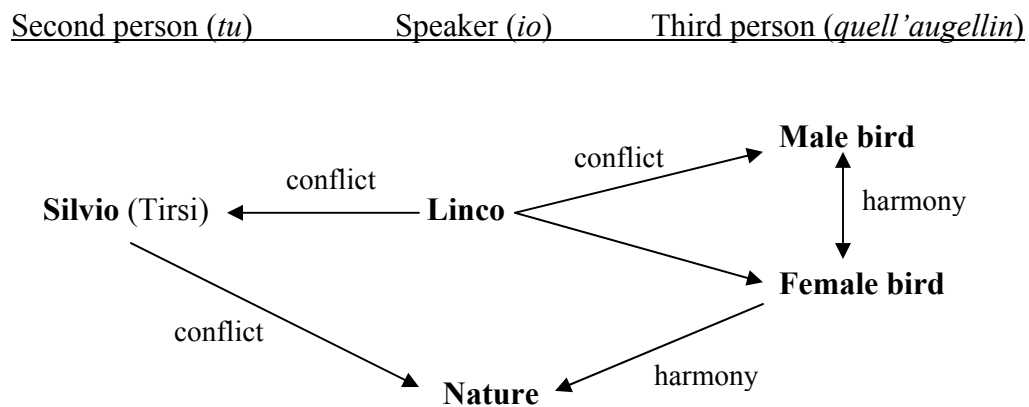 Second person (tu) Speaker (io) Third person (quell’augellin)
Male bird
conflict
conflict
Silvio (Tirsi) Linco harmony
Female bird
conflict
harmony
Nature